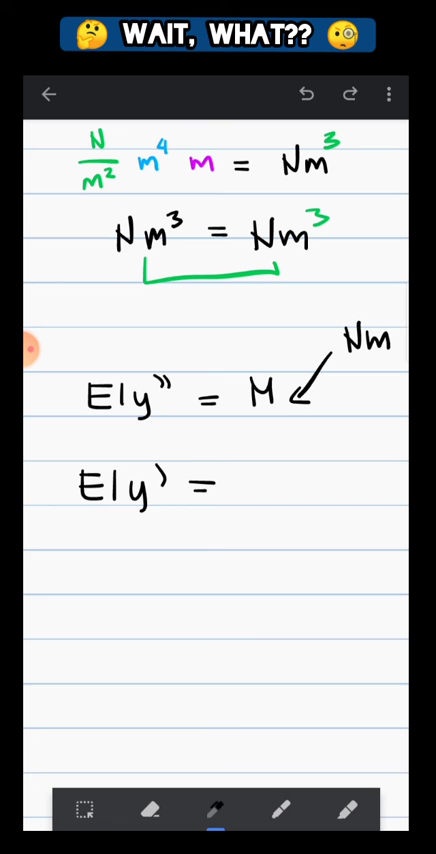 🤔 WAIT, WHAT?? 🧐
N/m² m⁴ m = Nm³
Nm³ = Nm³
Nm
EIy'' = M
EIy' =